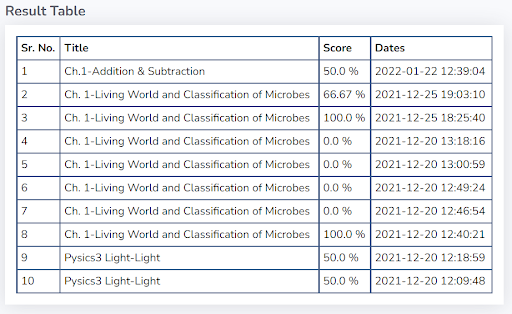 Result Table
Sr. No. Title Score Dates
1 Ch.1-Addition & Subtraction 50.0 % 2022-01-22 12:39:04
2 Ch. 1-Living World and Classification of Microbes 66.67 % 2021-12-25 19:03:10
3 Ch. 1-Living World and Classification of Microbes 100.0 % 2021-12-25 18:25:40
4 Ch. 1-Living World and Classification of Microbes 0.0 % 2021-12-20 13:18:16
5 Ch. 1-Living World and Classification of Microbes 0.0 % 2021-12-20 13:00:59
6 Ch. 1-Living World and Classification of Microbes 0.0 % 2021-12-20 12:49:24
7 Ch. 1-Living World and Classification of Microbes 0.0 % 2021-12-20 12:46:54
8 Ch. 1-Living World and Classification of Microbes 100.0 % 2021-12-20 12:40:21
9 Pysics3 Light-Light 50.0 % 2021-12-20 12:18:59
10 Pysics3 Light-Light 50.0 % 2021-12-20 12:09:48